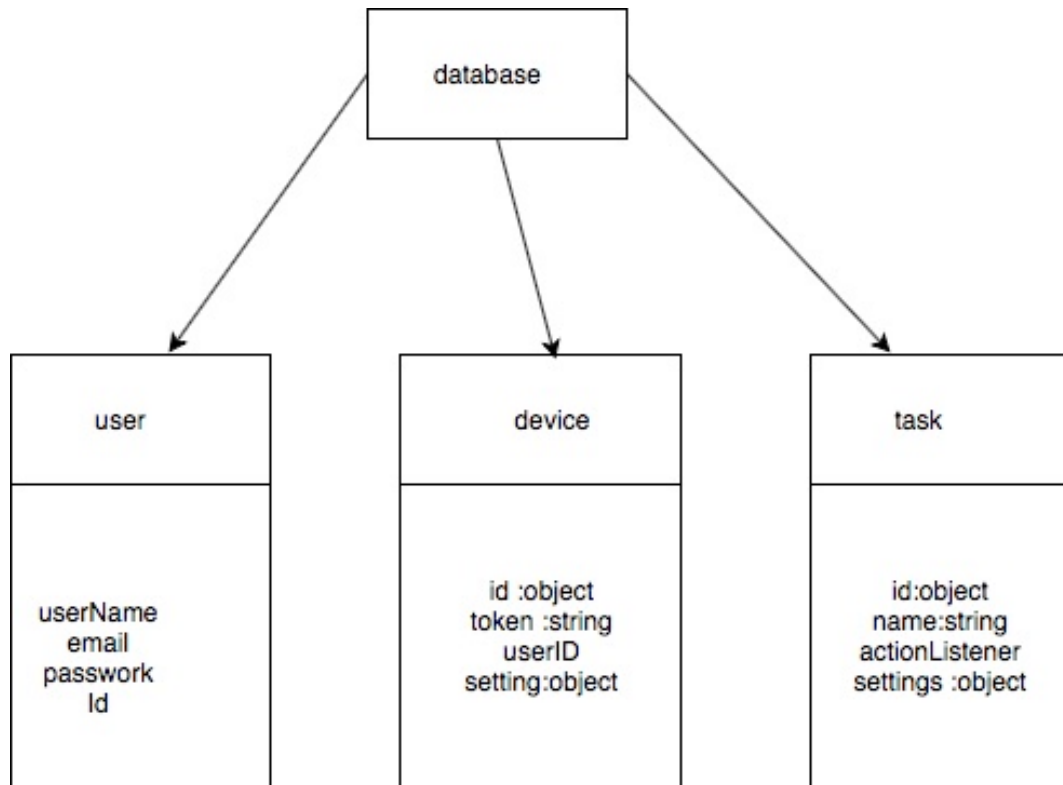 database
user
device
task
userName
email
passwork
Id
id :object
token :string
userID
setting:object
id:object
name:string
actionListener
settings :object